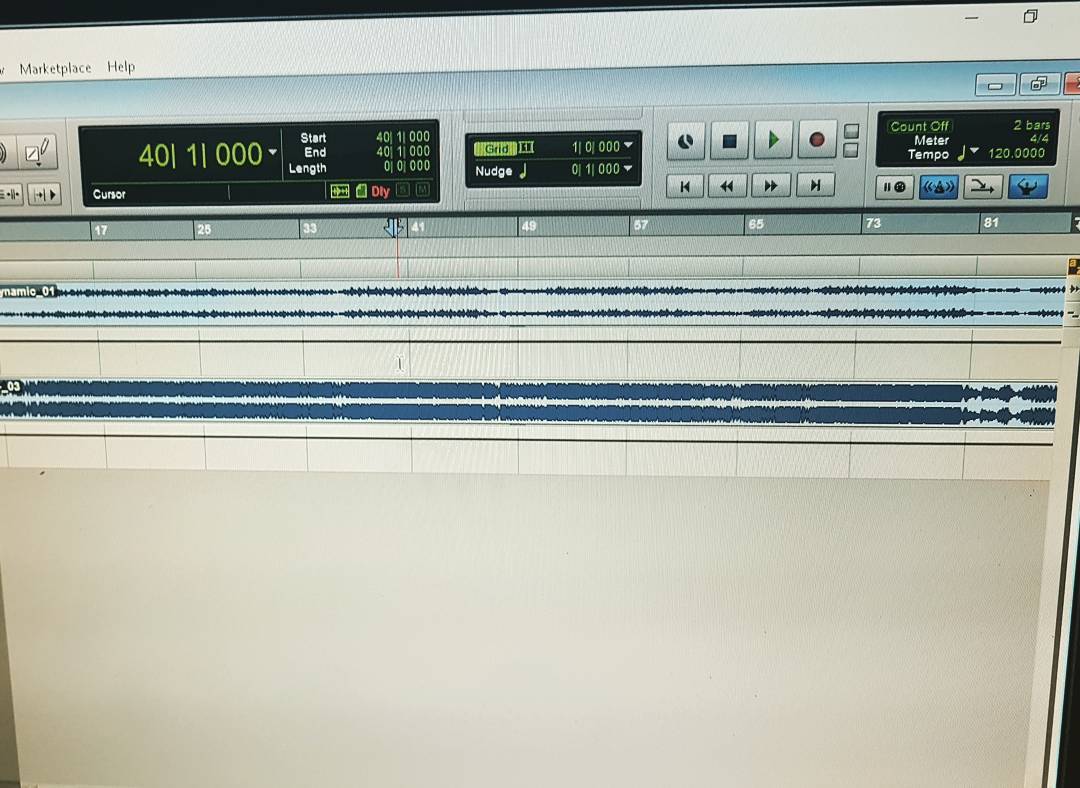 Marketplace Help
40| 1| 000
Start 40| 1| 000
End 40| 1| 000
Length 0| 0| 000
Cursor
Dly S M
Grid 1| 0| 000
Nudge 0| 1| 000
Count Off 2 bars
Meter 4/4
Tempo 120.0000
17 25 33 41 49 57 65 73 81
namic_01
_03